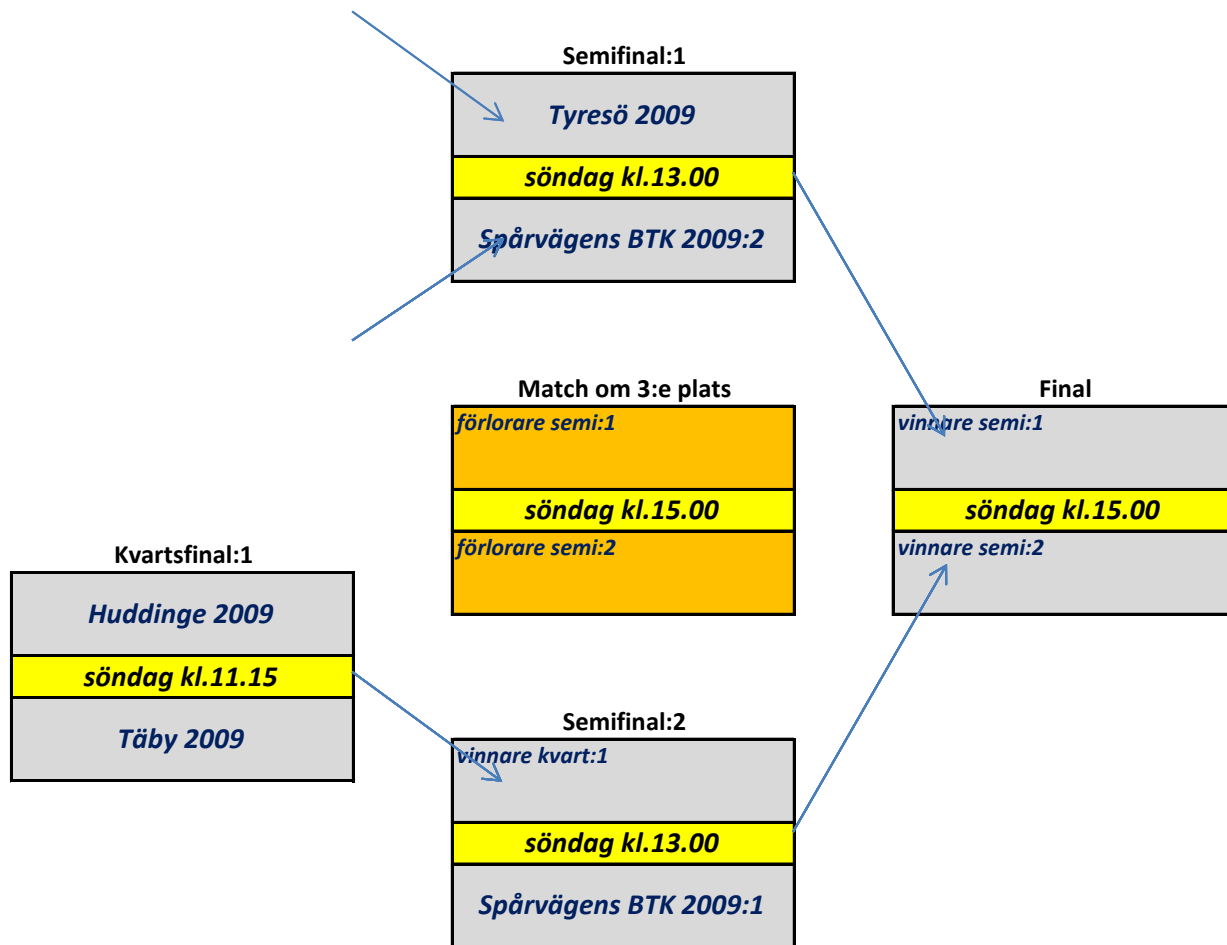 Semifinal:1
Tyresö 2009
söndag kl.13.00
Spårvägens BTK 2009:2
Match om 3:e plats
förlorare semi:1
söndag kl.15.00
förlorare semi:2
Final
vinnare semi:1
söndag kl.15.00
vinnare semi:2
Kvartsfinal:1
Huddinge 2009
söndag kl.11.15
Täby 2009
Semifinal:2
vinnare kvart:1
söndag kl.13.00
Spårvägens BTK 2009:1